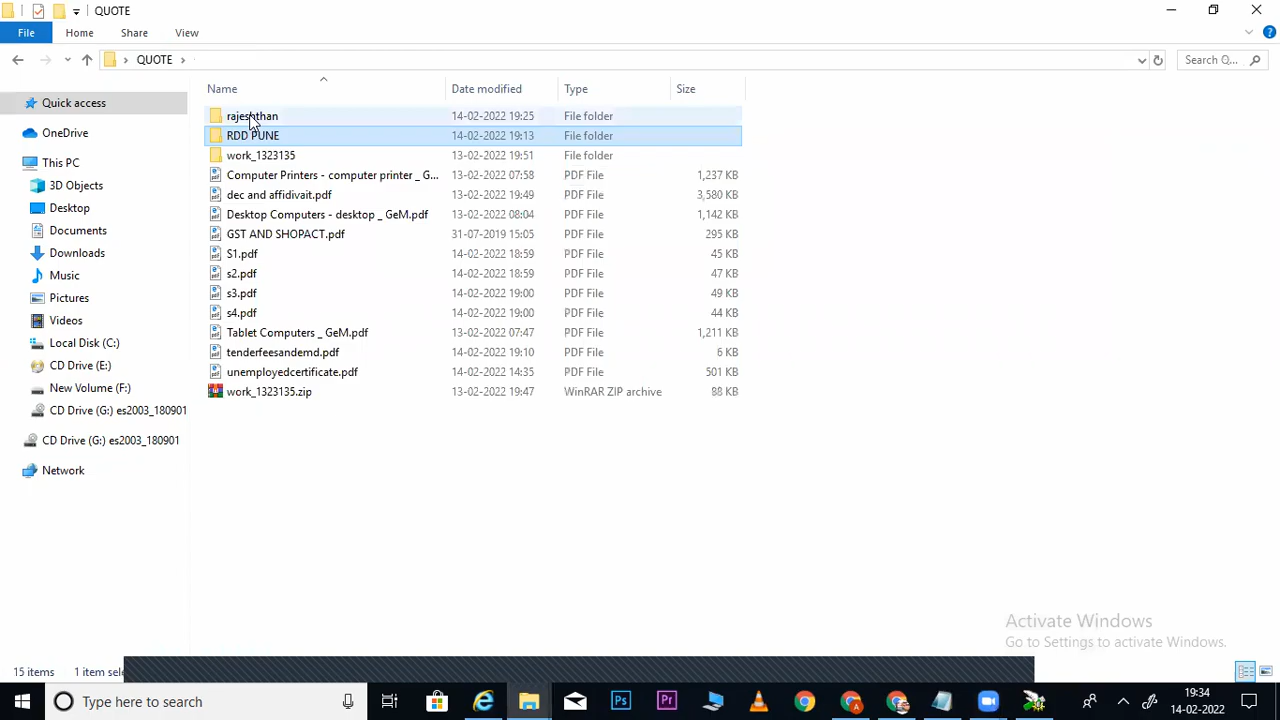 QUOTE
File Home Share View
QUOTE Search Q...
Name Date modified Type Size
rajeshthan 14-02-2022 19:25 File folder
RDD PUNE 14-02-2022 19:13 File folder
work_1323135 13-02-2022 19:51 File folder
Computer Printers - computer printer _ G... 13-02-2022 07:58 PDF File 1,237 KB
dec and affidivait.pdf 13-02-2022 19:49 PDF File 3,580 KB
Desktop Computers - desktop _ GeM.pdf 13-02-2022 08:04 PDF File 1,142 KB
GST AND SHOPACT.pdf 31-07-2019 15:05 PDF File 295 KB
S1.pdf 14-02-2022 18:59 PDF File 45 KB
s2.pdf 14-02-2022 18:59 PDF File 47 KB
s3.pdf 14-02-2022 19:00 PDF File 49 KB
s4.pdf 14-02-2022 19:00 PDF File 44 KB
Tablet Computers _ GeM.pdf 13-02-2022 07:47 PDF File 1,211 KB
tenderfeesandemd.pdf 14-02-2022 19:10 PDF File 6 KB
unemployedcertificate.pdf 14-02-2022 14:35 PDF File 501 KB
work_1323135.zip 13-02-2022 19:47 WinRAR ZIP archive 88 KB
Quick access
OneDrive
This PC
3D Objects
Desktop
Documents
Downloads
Music
Pictures
Videos
Local Disk (C:)
CD Drive (E:)
New Volume (F:)
CD Drive (G:) es2003_180901
CD Drive (G:) es2003_180901
Network
Activate Windows
Go to Settings to activate Windows.
15 items 1 item sele
Type here to search
Ps Pr A
19:34
14-02-2022